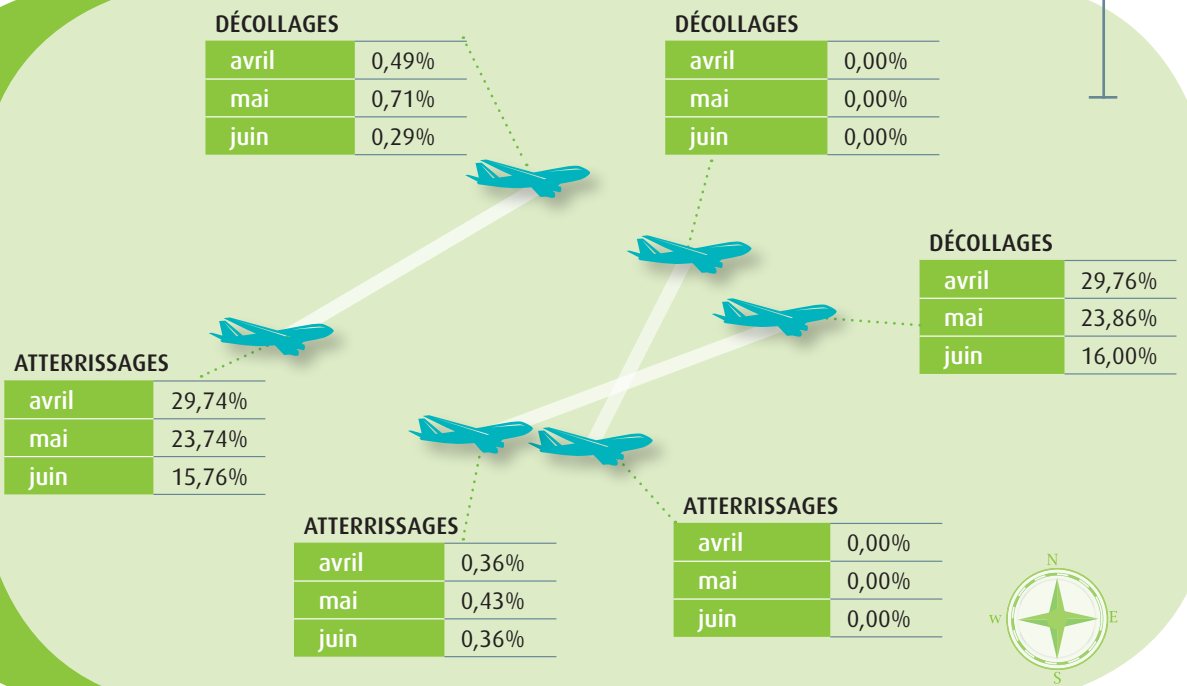 DÉCOLLAGES
avril 0,49%
mai 0,71%
juin 0,29%
DÉCOLLAGES
avril 0,00%
mai 0,00%
juin 0,00%
DÉCOLLAGES
avril 29,76%
mai 23,86%
juin 16,00%
ATTERRISSAGES
avril 29,74%
mai 23,74%
juin 15,76%
ATTERRISSAGES
avril 0,36%
mai 0,43%
juin 0,36%
ATTERRISSAGES
avril 0,00%
mai 0,00%
juin 0,00%
N
W E
S